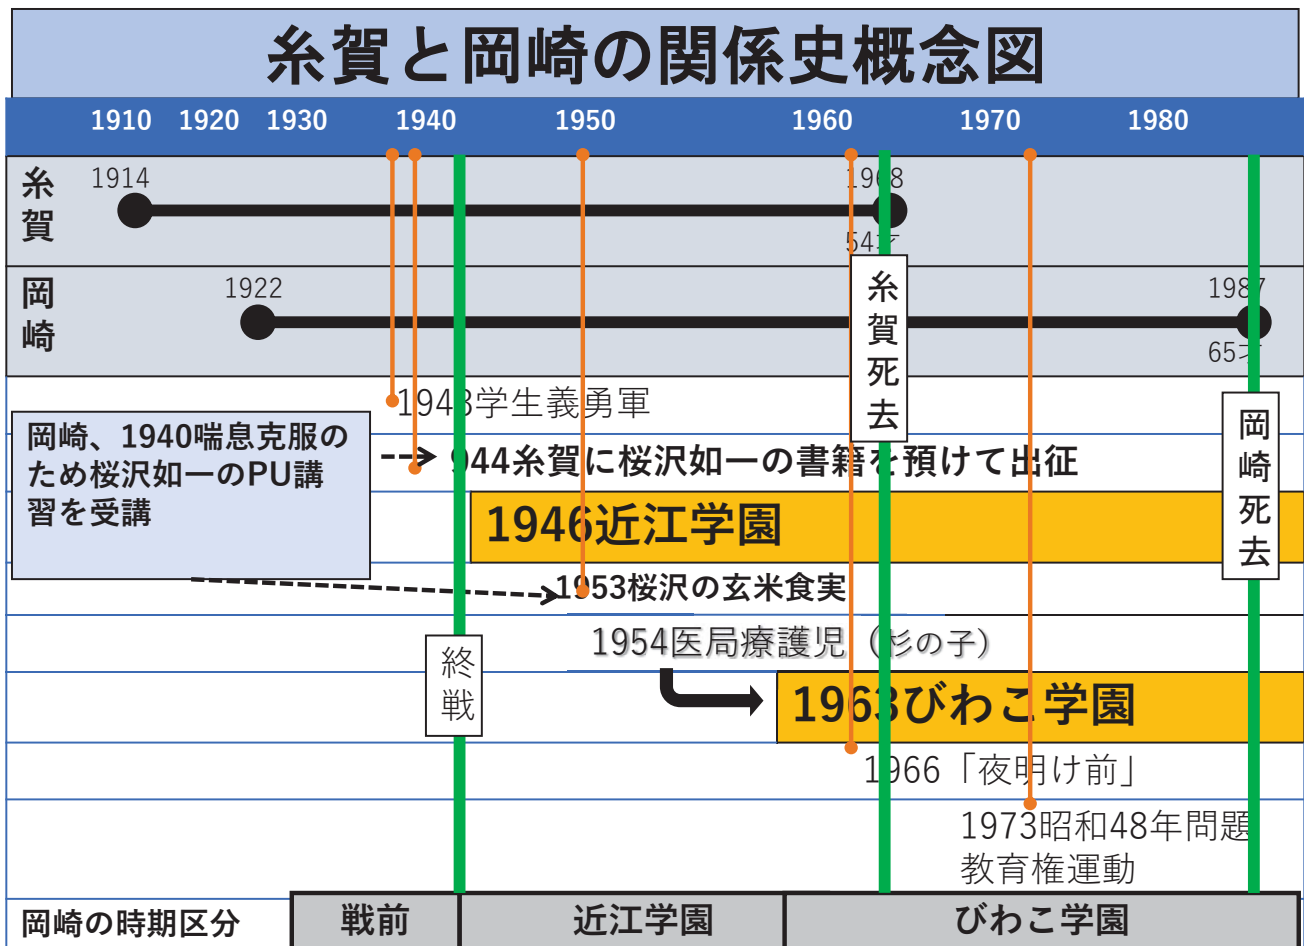 糸賀と岡崎の関係史概念図
1910 1920 1930 1940 1950 1960 1970 1980
糸賀
1914
1968
54才
岡崎
1922
1987
65才
糸賀死去
岡崎死去
1943学生義勇軍
岡崎、1940喘息克服の
ため桜沢如一のPU講
習を受講
944糸賀に桜沢如一の書籍を預けて出征
1946近江学園
1953桜沢の玄米食実
1954医局療護児（杉の子）
終戦
1963びわこ学園
1966「夜明け前」
1973昭和48年問題
教育権運動
岡崎の時期区分
戦前
近江学園
びわこ学園